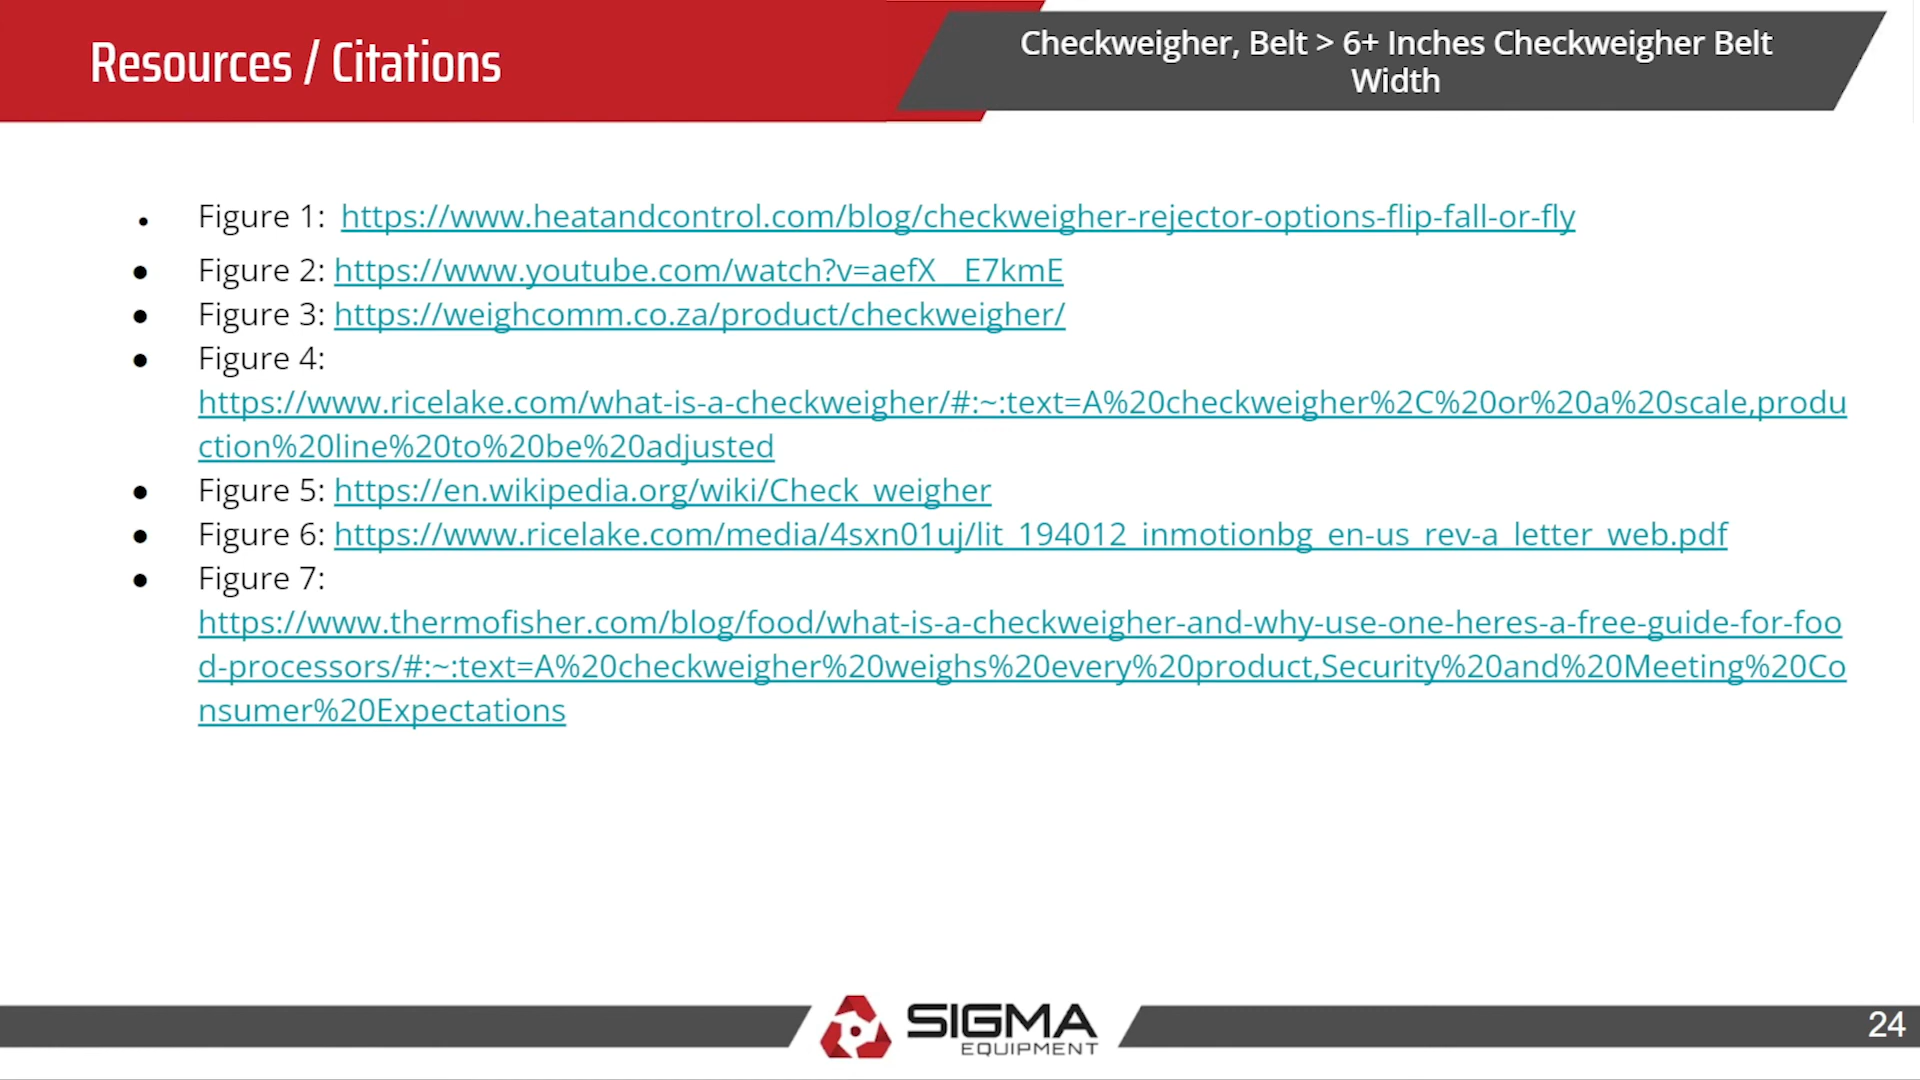 Resources / Citations
Checkweigher, Belt > 6+ Inches Checkweigher Belt
Width
• Figure 1: https://www.heatandcontrol.com/blog/checkweigher-rejector-options-flip-fall-or-fly
● Figure 2: https://www.youtube.com/watch?v=aefX__E7kmE
● Figure 3: https://weighcomm.co.za/product/checkweigher/
● Figure 4:
https://www.ricelake.com/what-is-a-checkweigher/#:~:text=A%20checkweigher%2C%20or%20a%20scale,produ
ction%20line%20to%20be%20adjusted
● Figure 5: https://en.wikipedia.org/wiki/Check_weigher
● Figure 6: https://www.ricelake.com/media/4sxn01uj/lit_194012_inmotionbg_en-us_rev-a_letter_web.pdf
● Figure 7:
https://www.thermofisher.com/blog/food/what-is-a-checkweigher-and-why-use-one-heres-a-free-guide-for-foo
d-processors/#:~:text=A%20checkweigher%20weighs%20every%20product,Security%20and%20Meeting%20Co
nsumer%20Expectations
SIGMA
EQUIPMENT
24